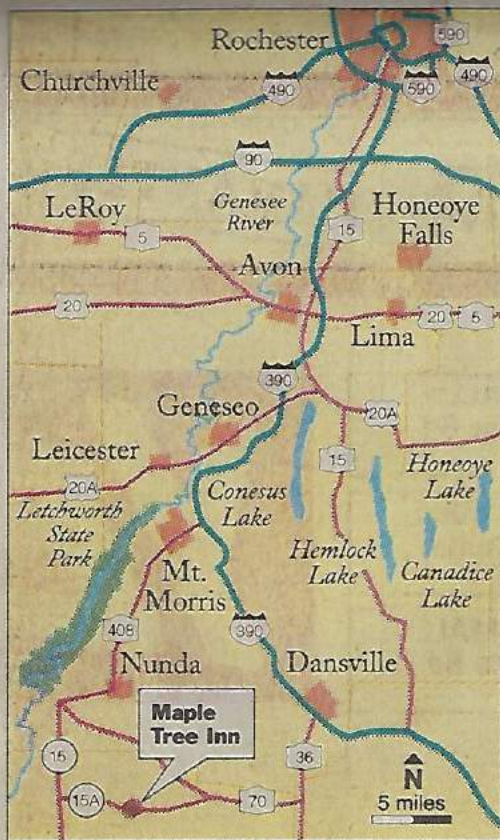 Rochester
590
490
Churchville
490
590
90
LeRoy
Genesee
River
Honeoye
Falls
5
15
Avon
20
Lima
20
5
390
Geneseo
20A
Leicester
15
20A
Conesus
Lake
Honeoye
Lake
Letchworth
State
Park
Hemlock
Lake
Canadice
Lake
Mt.
Morris
408
390
Nunda
Dansville
Maple
Tree Inn
15
36
15A
70
N
5 miles